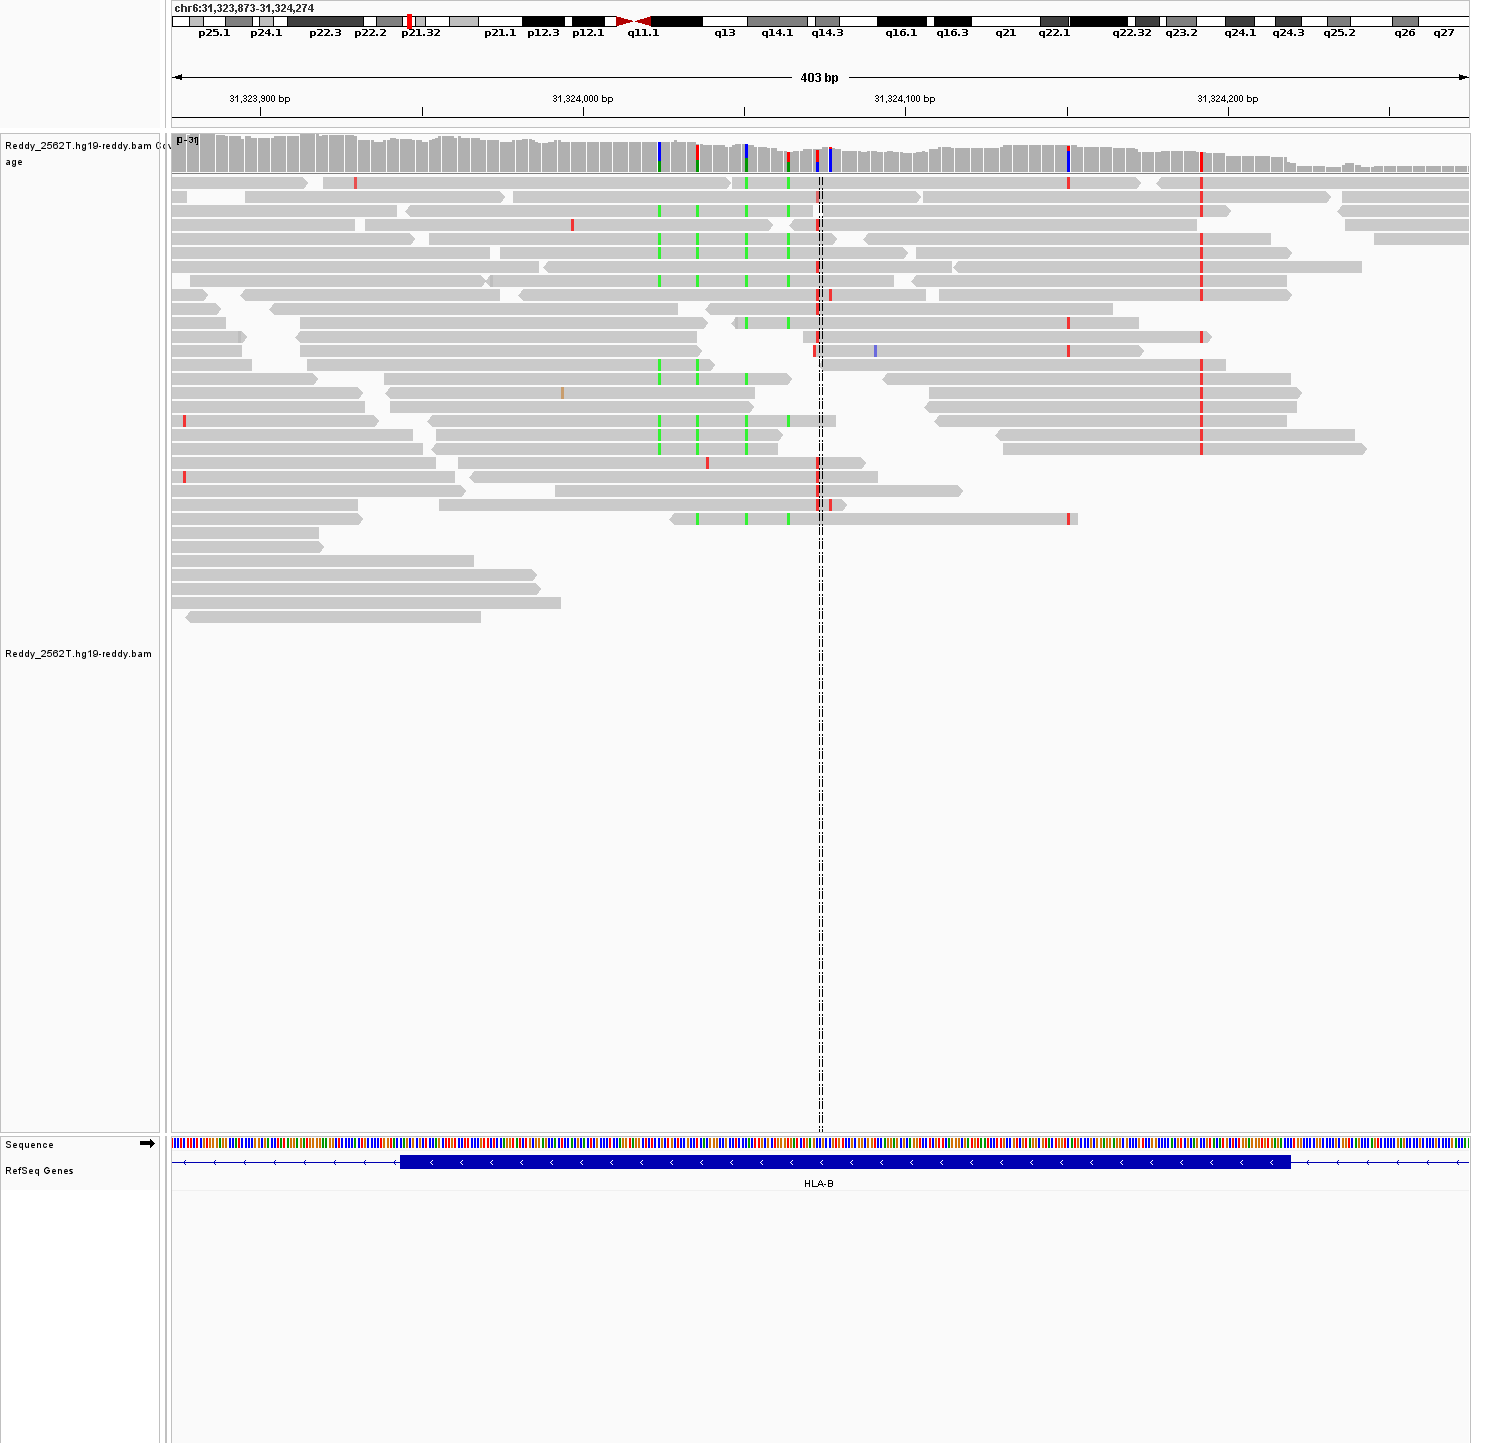 chr6:31,323,873-31,324,274
p25.1 p24.1 p22.3 p22.2 p21.32 p21.1 p12.3 p12.1 q11.1 q13 q14.1 q14.3 q16.1 q16.3 q21 q22.1 q22.32 q23.2 q24.1 q24.3 q25.2 q26 q27
403 bp
31,323,900 bp 31,324,000 bp 31,324,100 bp 31,324,200 bp
Reddy_2562T.hg19-reddy.bam Cov
age
[0-31]
Reddy_2562T.hg19-reddy.bam
Sequence
RefSeq Genes
HLA-B